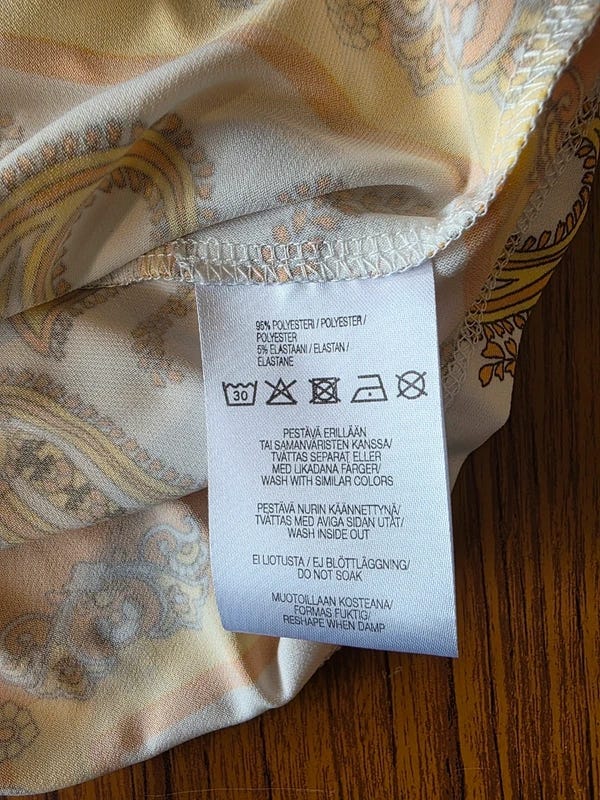 95% POLYESTERI / POLYESTER /
POLYESTER
5% ELASTAANI / ELASTAN /
ELASTANE
30
PESTÄVÄ ERILLÄÄN
TAI SAMANVÄRISTEN KANSSA/
TVÄTTAS SEPARAT ELLER
MED LIKADANA FÄRGER/
WASH WITH SIMILAR COLORS
PESTÄVÄ NURIN KÄÄNNETTYNÄ/
TVÄTTAS MED AVIGA SIDAN UTÅT/
WASH INSIDE OUT
EI LIOTUSTA / EJ BLÖTTLÄGGNING/
DO NOT SOAK
MUOTOILLAAN KOSTEANA/
FORMAS FUKTIG/
RESHAPE WHEN DAMP